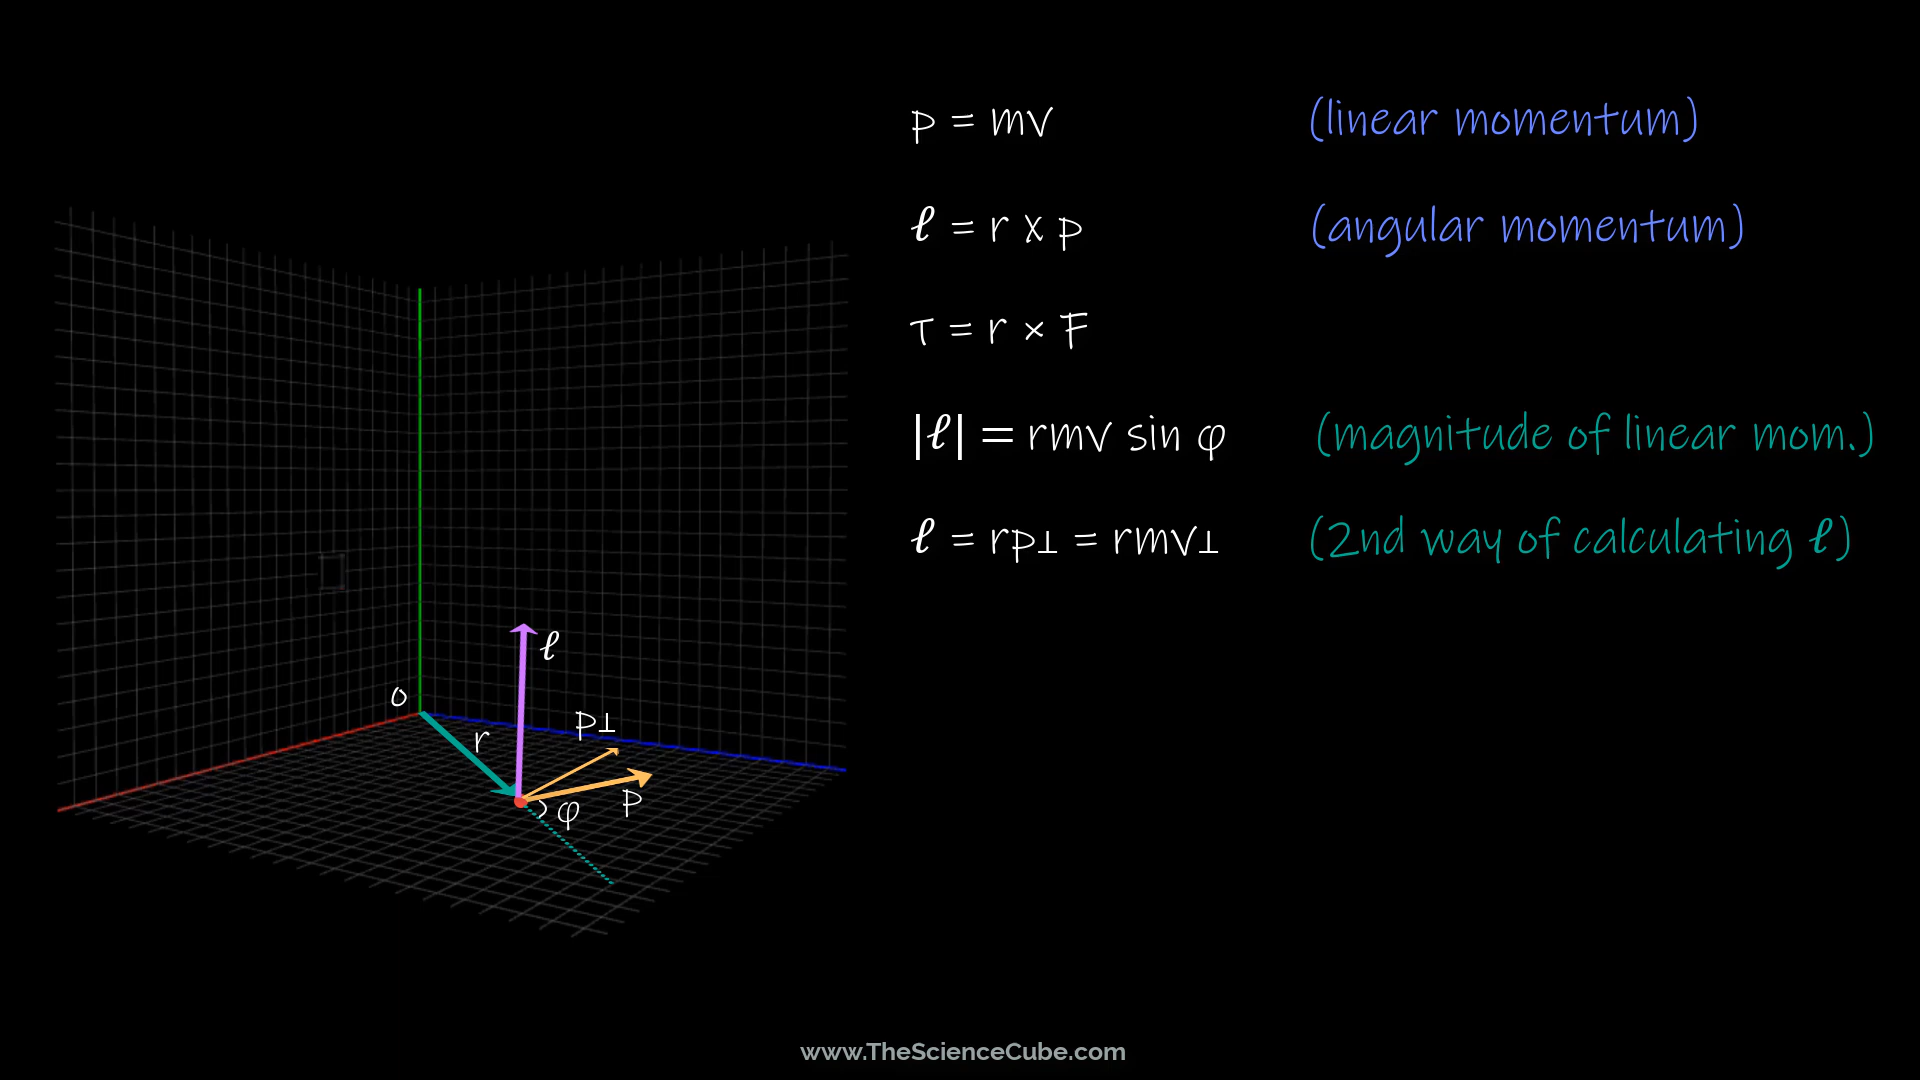 p = mv (linear momentum)
ℓ = r x p (angular momentum)
τ = r × F
|ℓ| = rmv sin φ (magnitude of linear mom.)
ℓ = rp⊥ = rmv⊥ (2nd way of calculating ℓ)
ℓ
o
r
p⊥
p
φ
www.TheScienceCube.com